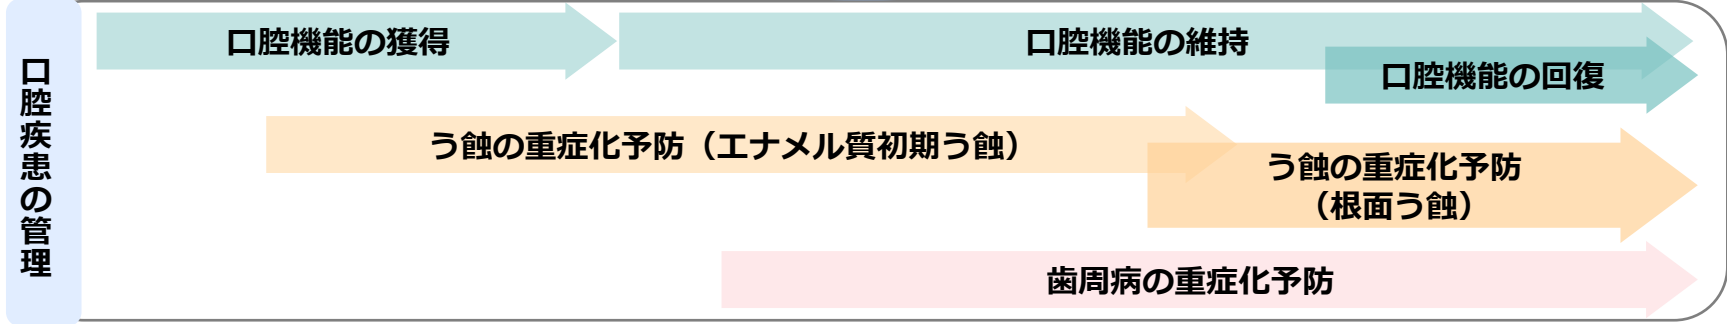 口腔疾患の管理
口腔機能の獲得
口腔機能の維持
口腔機能の回復
う蝕の重症化予防（エナメル質初期う蝕）
う蝕の重症化予防
（根面う蝕）
歯周病の重症化予防